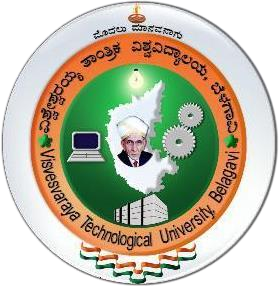 ಮೊದಲು ಮಾನವನಾಗು
ವಿಶ್ವೇಶ್ವರಯ್ಯ ತಾಂತ್ರಿಕ ವಿಶ್ವವಿದ್ಯಾಲಯ, ಬೆಳಗಾವಿ
Visvesvaraya Technological University, Belagavi